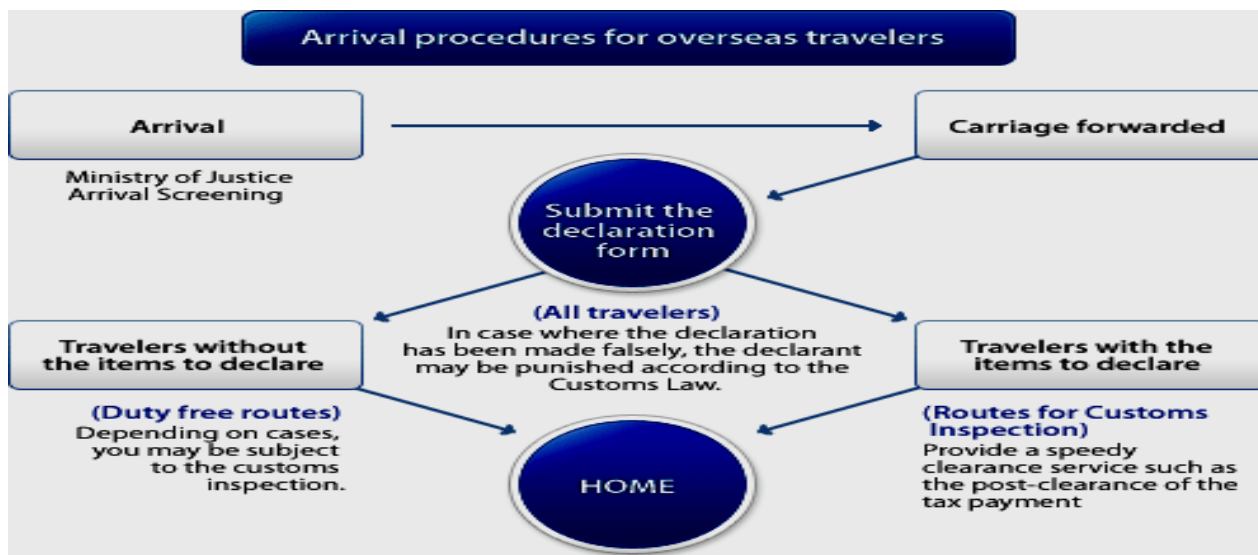 Arrival procedures for overseas travelers
Arrival
Carriage forwarded
Ministry of Justice
Arrival Screening
Submit the
declaration
form
(All travelers)
In case where the declaration
has been made falsely, the declarant
may be punished according to the
Customs Law.
Travelers without
the items to declare
Travelers with the
items to declare
(Duty free routes)
Depending on cases,
you may be subject
to the customs
inspection.
(Routes for Customs
Inspection)
Provide a speedy
clearance service such as
the post-clearance of the
tax payment
HOME